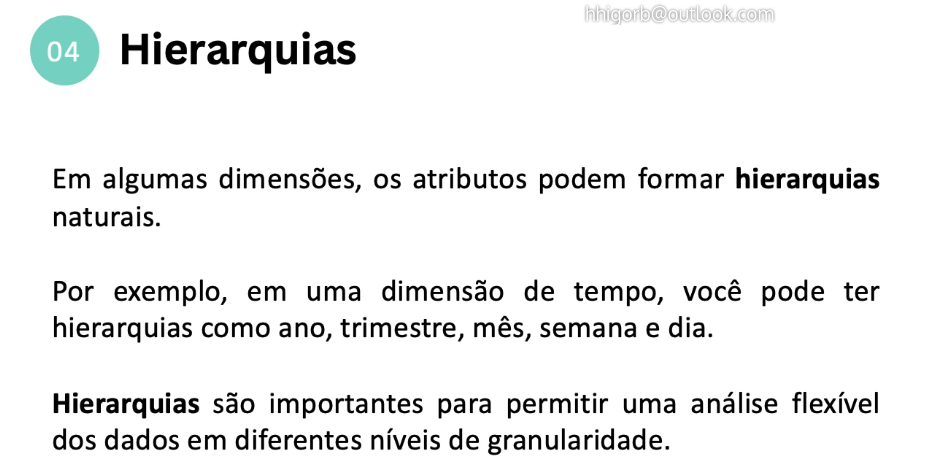 hhigorb@outlook.com
04 Hierarquias
Em algumas dimensões, os atributos podem formar hierarquias
naturais.
Por exemplo, em uma dimensão de tempo, você pode ter
hierarquias como ano, trimestre, mês, semana e dia.
Hierarquias são importantes para permitir uma análise flexível
dos dados em diferentes níveis de granularidade.